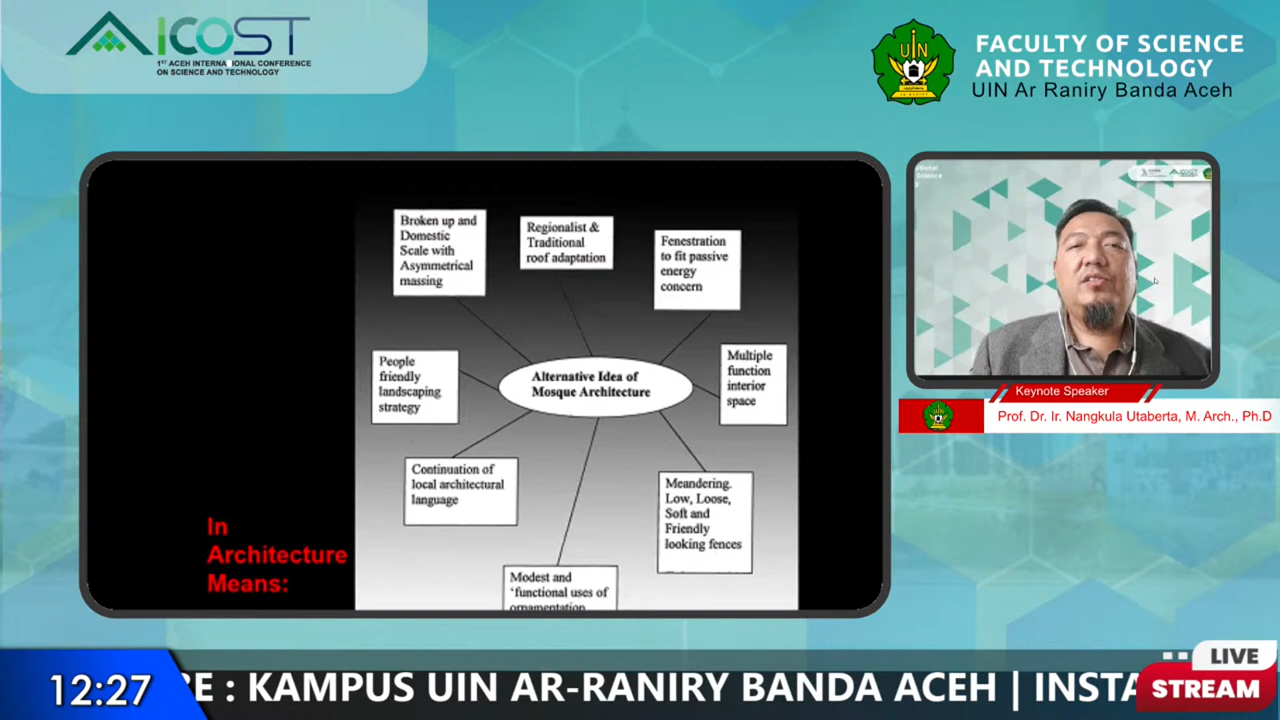 AICOST
1ST ACEH INTERNATIONAL CONFERENCE
ON SCIENCE AND TECHNOLOGY
UIN
FACULTY OF SCIENCE
AND TECHNOLOGY
UIN Ar Raniry Banda Aceh
Broken up and
Domestic
Scale with
Asymmetrical
massing
Regionalist &
Traditional
roof adaptation
Fenestration
to fit passive
energy
concern
People
friendly
landscaping
strategy
Alternative Idea of
Mosque Architecture
Multiple
function
interior
space
Continuation of
local architectural
language
Meandering.
Low, Loose,
Soft and
Friendly
looking fences
Modest and
‘functional uses of
ornamentation
In
Architecture
Means:
Science
Keynote Speaker
Prof. Dr. Ir. Nangkula Utaberta, M. Arch., Ph.D
12:27
E : KAMPUS UIN AR-RANIRY BANDA ACEH | INSTA
LIVE
STREAM